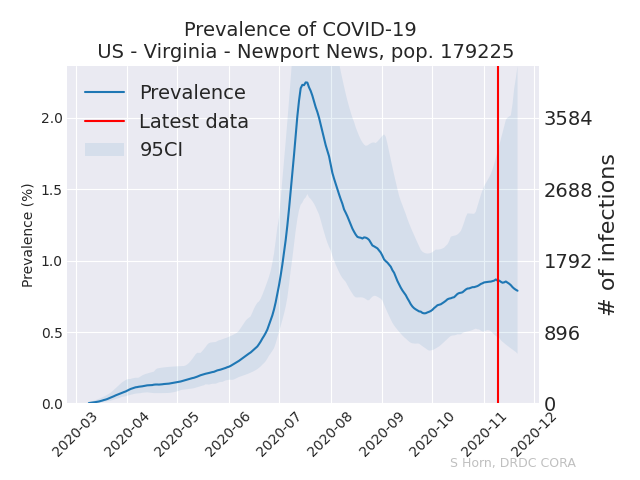 Prevalence of COVID-19
US - Virginia - Newport News, pop. 179225
Prevalence
Latest data
95CI
Prevalence (%)
2.0
1.5
1.0
0.5
0.0
3584
2688
1792
896
0
# of infections
2020-03
2020-04
2020-05
2020-06
2020-07
2020-08
2020-09
2020-10
2020-11
2020-12
S Horn, DRDC CORA